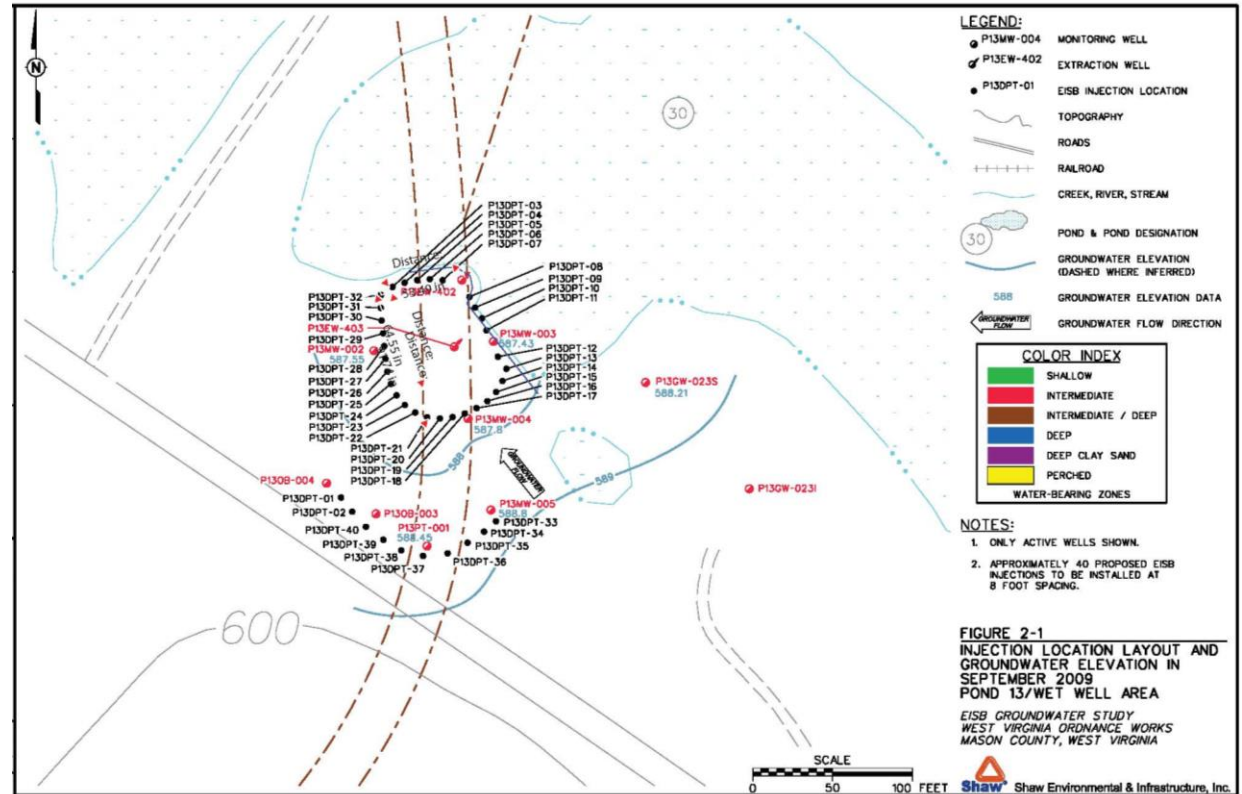 N
30
P13DPT-03
P13DPT-04
P13DPT-05
P13DPT-06
P13DPT-07
Distance:
P13DPT-08
P13DPT-09
P13DPT-10
P13DPT-11
402
P13DPT-32
P13DPT-31
P13DPT-30
P13EW-403
P13DPT-29
P13MW-002
587.55
P13DPT-28
P13DPT-27
P13DPT-26
P13DPT-25
P13DPT-24
P13DPT-23
P13DPT-22
Distance:
Distance:
P13MW-003
587.43
P13DPT-12
P13DPT-13
P13DPT-14
P13DPT-15
P13DPT-16
P13DPT-17
P13GW-023S
588.21
P13MW-004
587.8
P13DPT-21
P13DPT-20
P13DPT-19
P13DPT-18
588
GROUNDWATER
FLOW
589
P13OB-004
P13DPT-01
P13DPT-02
P13OB-003
P13DPT-40
P13DPT-39
P13DPT-38
P13DPT-37
P13PT-001
P13MW-005
588.8
P13DPT-33
P13DPT-34
P13DPT-35
P13DPT-36
P13GW-023I
600
SCALE
0 50 100 FEET
LEGEND:
P13MW-004 MONITORING WELL
P13EW-402 EXTRACTION WELL
P13DPT-01 EISB INJECTION LOCATION
TOPOGRAPHY
ROADS
RAILROAD
CREEK, RIVER, STREAM
30 POND & POND DESIGNATION
GROUNDWATER ELEVATION
(DASHED WHERE INFERRED)
588 GROUNDWATER ELEVATION DATA
GROUNDWATER FLOW GROUNDWATER FLOW DIRECTION
COLOR INDEX
SHALLOW
INTERMEDIATE
INTERMEDIATE / DEEP
DEEP
DEEP CLAY SAND
PERCHED
WATER-BEARING ZONES
NOTES:
1. ONLY ACTIVE WELLS SHOWN.
2. APPROXIMATELY 40 PROPOSED EISB
INJECTIONS TO BE INSTALLED AT
8 FOOT SPACING.
FIGURE 2-1
INJECTION LOCATION LAYOUT AND
GROUNDWATER ELEVATION IN
SEPTEMBER 2009
POND 13/WET WELL AREA
EISB GROUNDWATER STUDY
WEST VIRGINIA ORDNANCE WORKS
MASON COUNTY, WEST VIRGINIA
Shaw Shaw Environmental & Infrastructure, Inc.